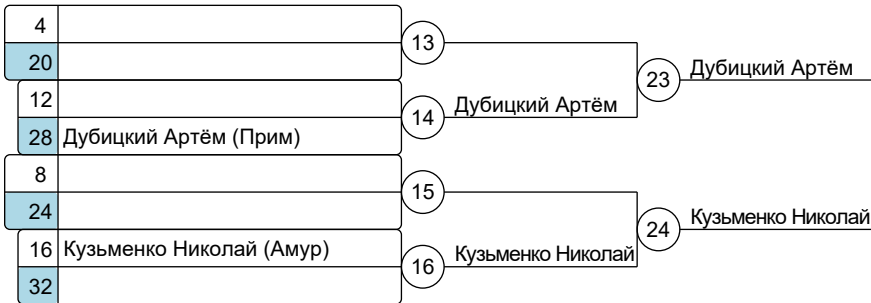 4
13
20
23 Дубицкий Артём
12
14 Дубицкий Артём
28 Дубицкий Артём (Прим)
8
15
24
24 Кузьменко Николай
16 Кузьменко Николай (Амур)
16 Кузьменко Николай
32